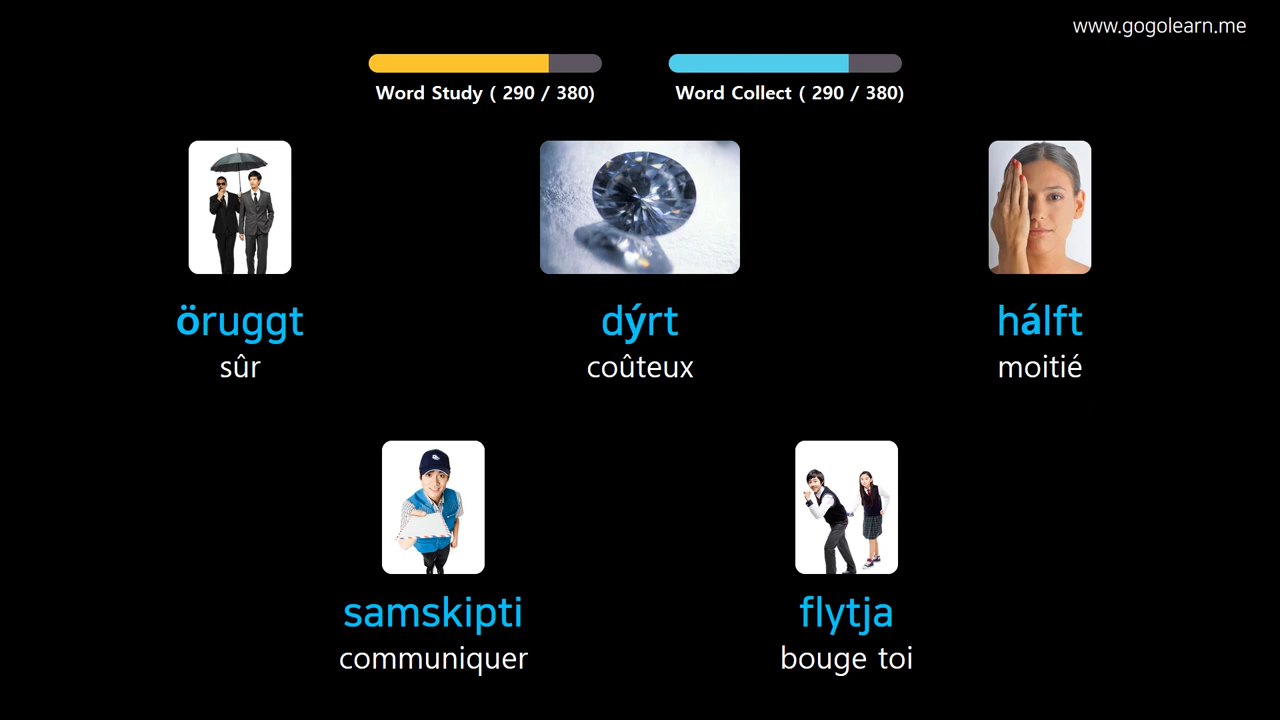 www.gogolearn.me
Word Study ( 290 / 380)
Word Collect ( 290 / 380)
öruggt
sûr
dýrt
coûteux
hálft
moitié
samskipti
communiquer
flytja
bouge toi